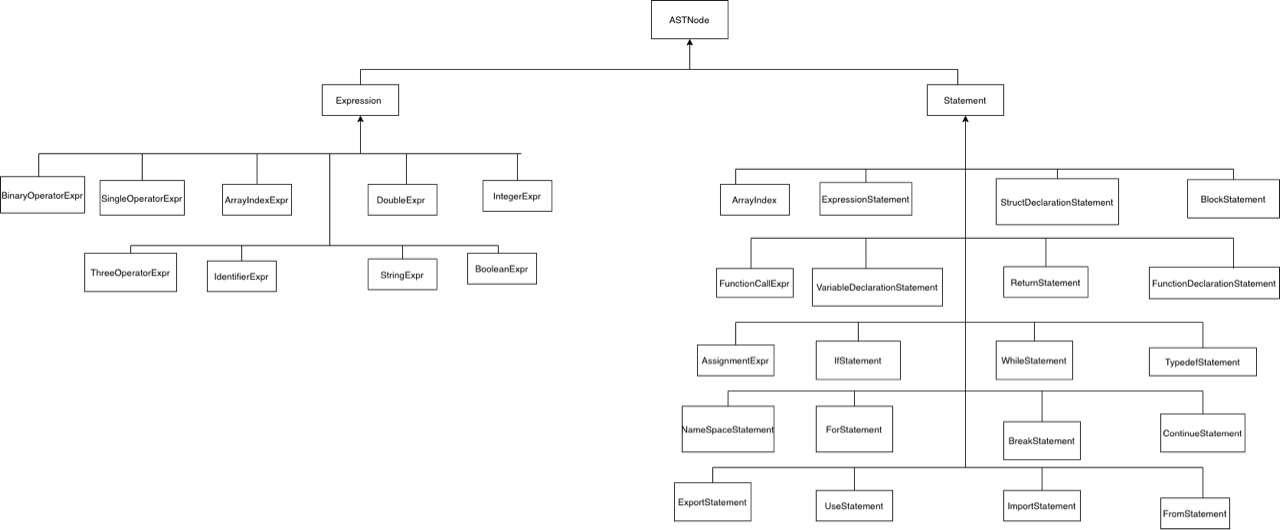 ASTNode
Expression
Statement
BinaryOperatorExpr
SingleOperatorExpr
ArrayIndexExpr
DoubleExpr
IntegerExpr
ThreeOperatorExpr
IdentifierExpr
StringExpr
BooleanExpr
ArrayIndex
ExpressionStatement
StructDeclarationStatement
BlockStatement
FunctionCallExpr
VariableDeclarationStatement
ReturnStatement
FunctionDeclarationStatement
AssignmentExpr
IfStatement
WhileStatement
TypedefStatement
NameSpaceStatement
ForStatement
BreakStatement
ContinueStatement
ExportStatement
UseStatement
ImportStatement
FromStatement